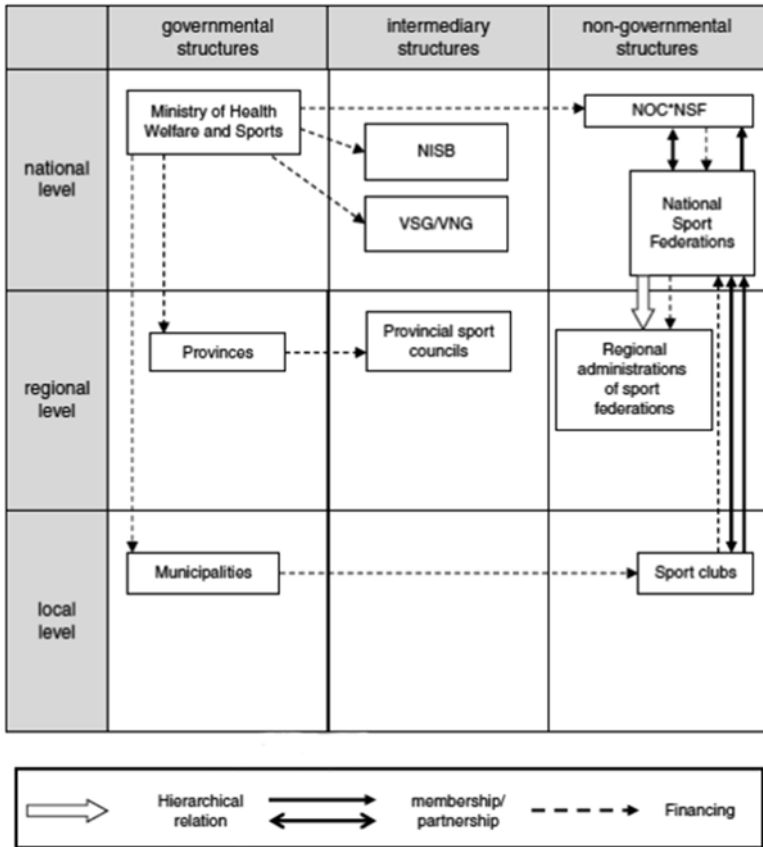 governmental
structures
intermediary
structures
non-governmental
structures
national
level
Ministry of Health
Welfare and Sports
NISB
VSG/VNG
NOC*NSF
National
Sport
Federations
regional
level
Provinces
Provincial sport
councils
Regional
administrations
of sport
federations
local
level
Municipalities
Sport clubs
Hierarchical
relation
membership/
partnership
Financing